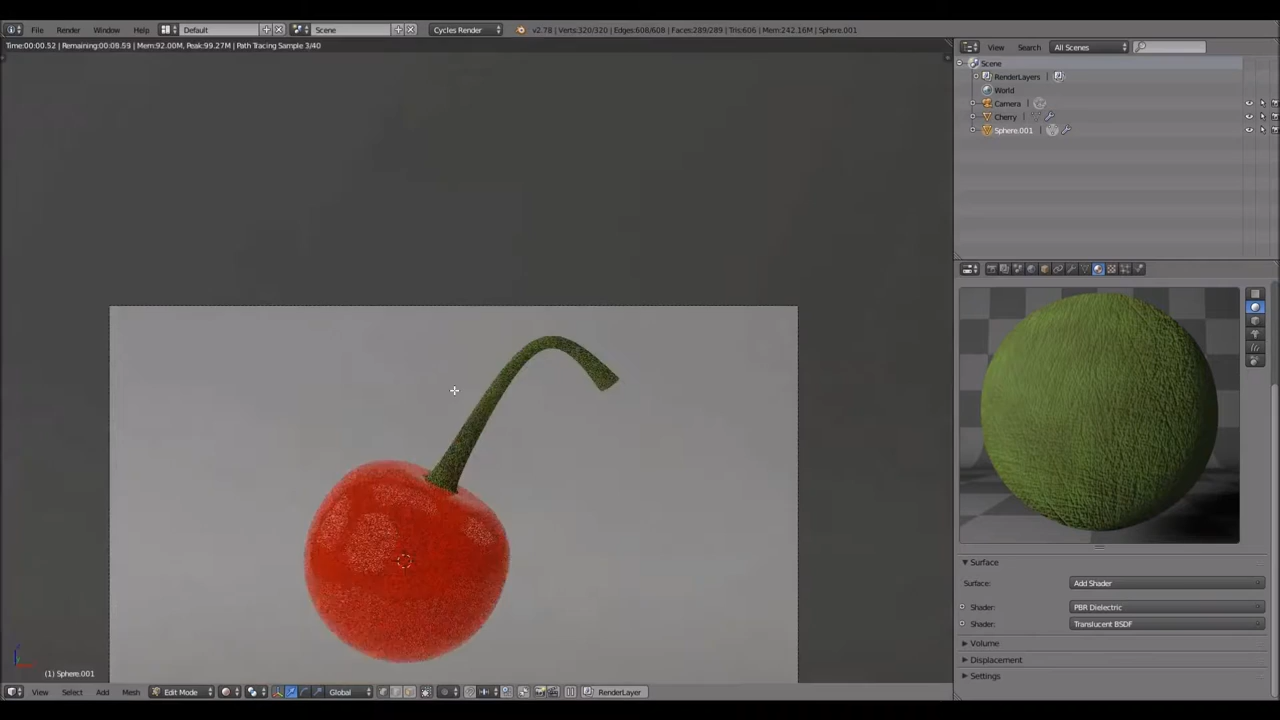 File Render Window Help Default Scene Cycles Render v2.78 | Verts:320/320 | Edges:608/608 | Faces:289/289 | Tris:606 | Mem:242.16M | Sphere.001
Time:00:00.52 | Remaining:00:08.59 | Mem:92.00M, Peak:99.27M | Path Tracing Sample 3/40
View Search All Scenes
Scene
RenderLayers
World
Camera
Cherry
Sphere.001
Surface
Surface: Add Shader
Shader: PBR Dielectric
Shader: Translucent BSDF
Volume
Displacement
Settings
(1) Sphere.001
View Select Add Mesh Edit Mode Global RenderLayer